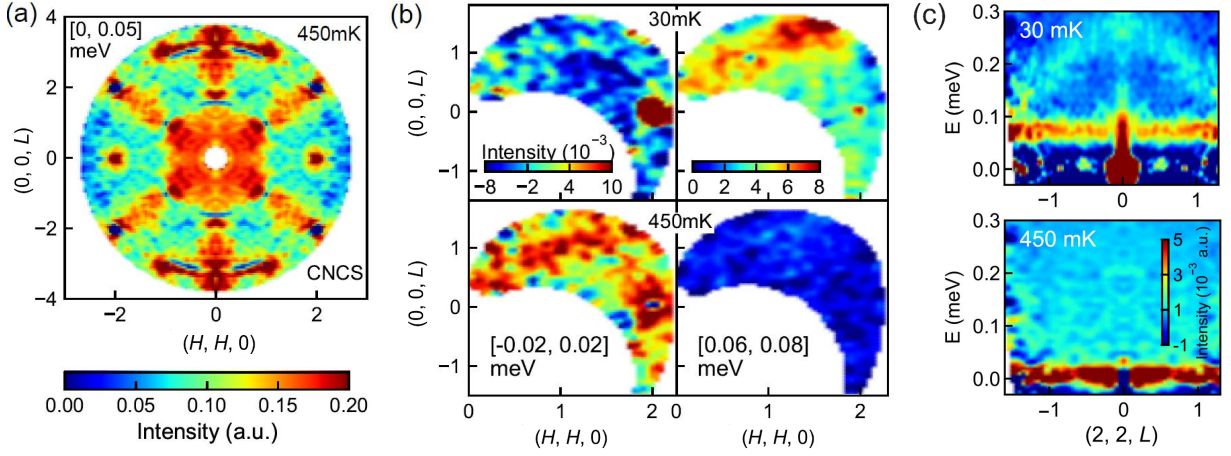 (a)
[0, 0.05]
meV
450mK
CNCS
4
2
0
−2
−4
(0, 0, L)
−2 0 2
(H, H, 0)
0.00 0.05 0.10 0.15 0.20
Intensity (a.u.)
(b)
30mK
1
0
−1
(0, 0, L)
Intensity (10⁻³)
−8 −2 4 10
0 2 4 6 8
450mK
1
0
−1
(0, 0, L)
[-0.02, 0.02]
meV
[0.06, 0.08]
meV
0 1 2 0 1 2
(H, H, 0) (H, H, 0)
(c)
30 mK
0.3
0.2
0.1
0.0
E (meV)
−1 0 1
450 mK
0.3
0.2
0.1
0.0
E (meV)
5
3
1
-1
Intensity (10⁻³ a.u.)
−1 0 1
(2, 2, L)